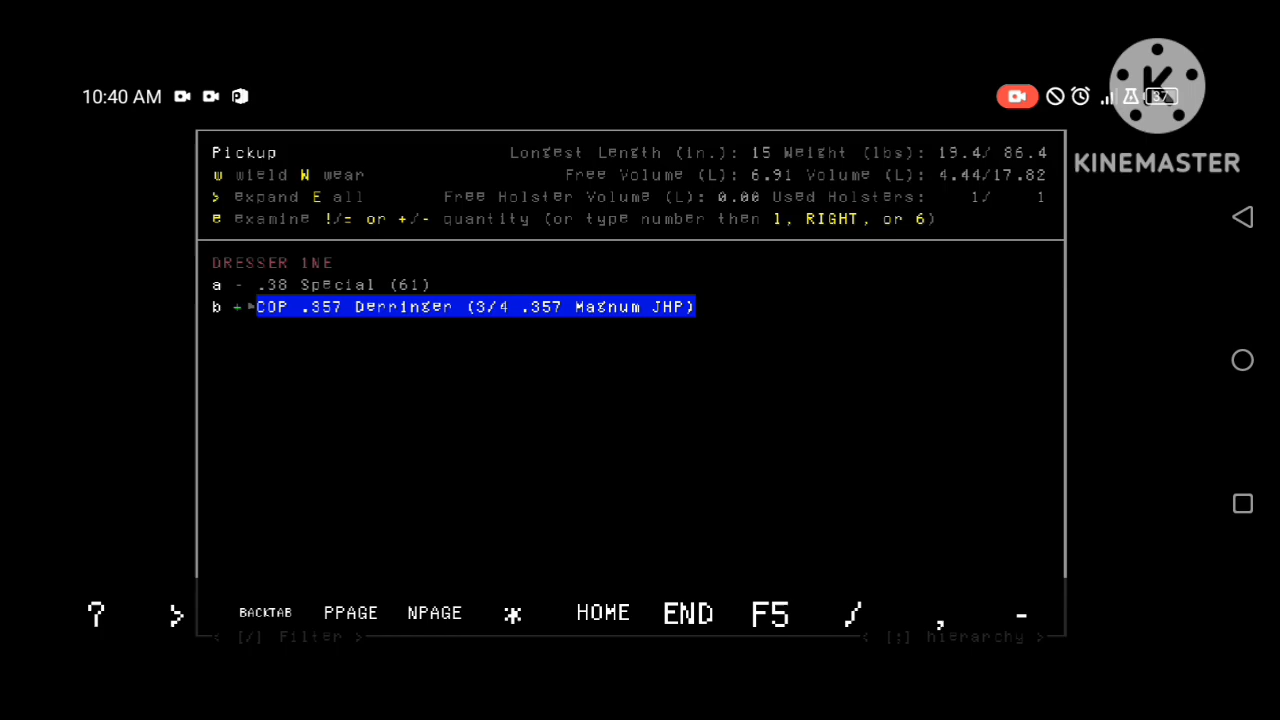 10:40 AM
37
KINEMASTER
Pickup Longest Length (in.): 15 Weight (lbs): 19.4/ 86.4
w wield W wear Free Volume (L): 6.91 Volume (L): 4.44/17.82
> expand E all Free Holster Volume (L): 0.00 Used Holsters: 1/ 1
e examine !/= or +/- quantity (or type number then 1, RIGHT, or 6)
DRESSER 1NE
a - .38 Special (61)
b + ▸COP .357 Derringer (3/4 .357 Magnum JHP)
? > BACKTAB PPAGE NPAGE * HOME END F5 / , -
< [/] Filter > < [;] hierarchy >